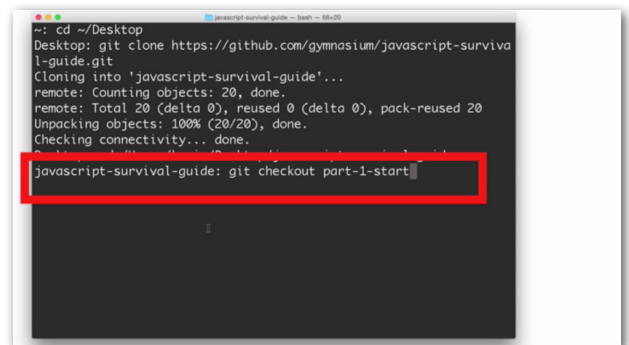 javascript-survival-guide — bash — 66×20
~: cd ~/Desktop
Desktop: git clone https://github.com/gymnasium/javascript-surviva
l-guide.git
Cloning into 'javascript-survival-guide'...
remote: Counting objects: 20, done.
remote: Total 20 (delta 0), reused 0 (delta 0), pack-reused 20
Unpacking objects: 100% (20/20), done.
Checking connectivity... done.
javascript-survival-guide: git checkout part-1-start